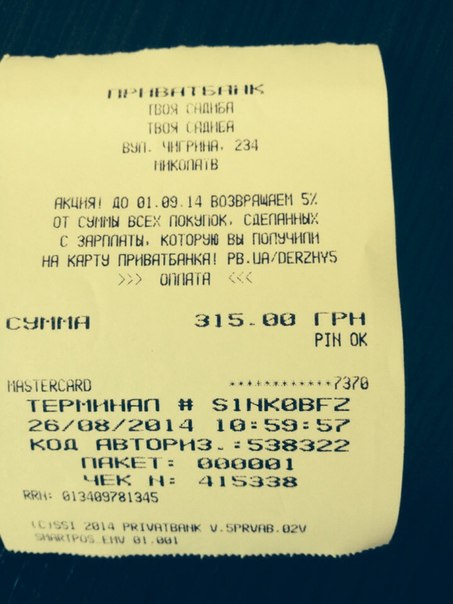 ПРИВАТБАНК
ТВОЯ САДИБА
ТВОЯ САДИБА
ВУЛ. ЧИГРИНА, 234
НИКОЛАТВ
АКЦИЯ! ДО 01.09.14 ВОЗВРАЩАЕМ 5%
ОТ СУММЫ ВСЕХ ПОКУПОК, СДЕЛАННЫХ
С ЗАРПЛАТЫ, КОТОРУЮ ВЫ ПОЛУЧИЛИ
НА КАРТУ ПРИВАТБАНКА! PB.UA/DERZHY5
>>> ОПЛАТА <<<
СУММА 315.00 ГРН
PIN OK
MASTERCARD ************7370
ТЕРМИНАЛ # S1NK0BFZ
26/08/2014 10:59:57
КОД АВТОРИЗ.:538322
ПАКЕТ: 000001
ЧЕК N: 415338
RRN: 013409781345
(C)SSI 2014 PRIVATBANK V.5PRVAB.02V
SMARTPOS EMV 01.001